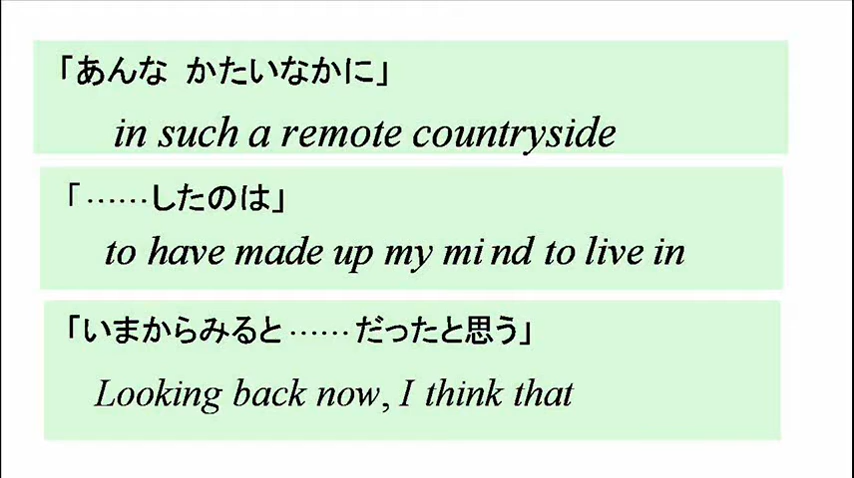 「あんな かたいなかに」
in such a remote countryside
「……したのは」
to have made up my mind to live in
「いまからみると……だったと思う」
Looking back now, I think that